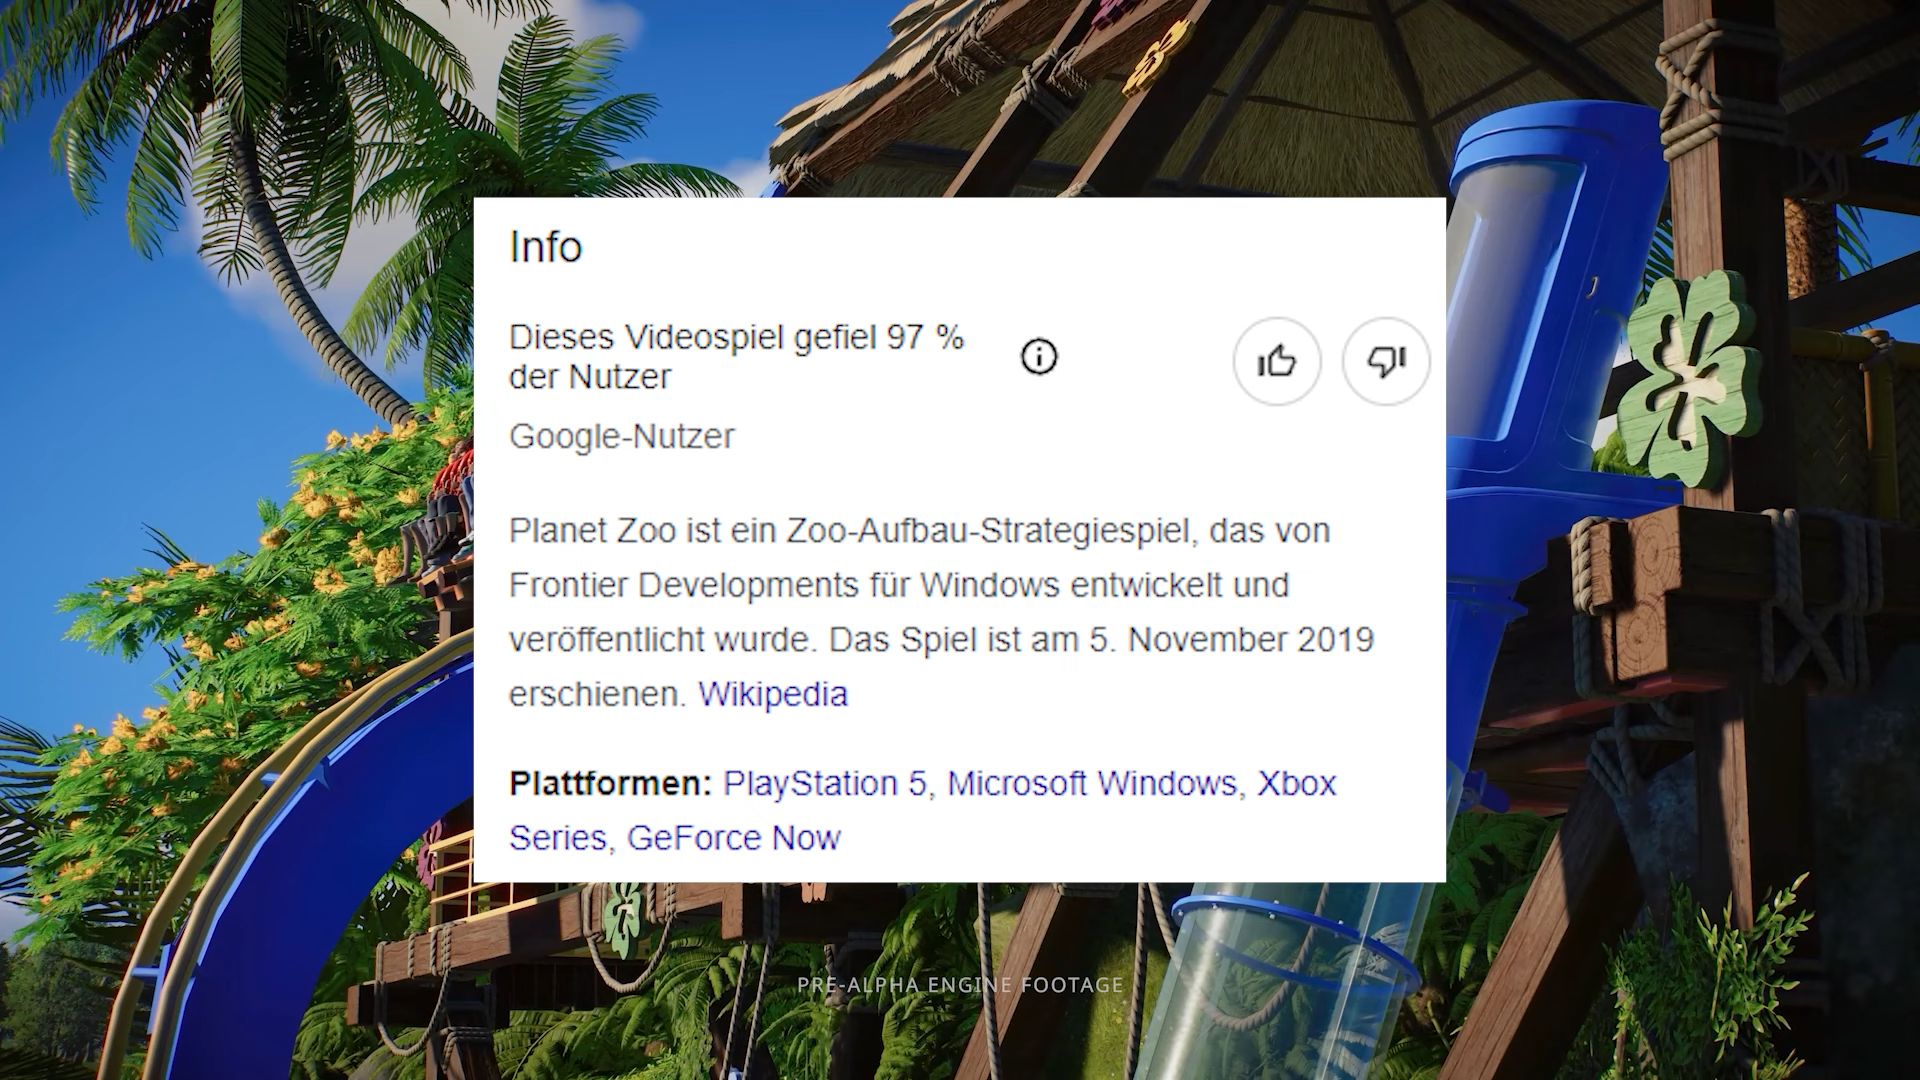 Info
Dieses Videospiel gefiel 97 %
der Nutzer
Google-Nutzer
Planet Zoo ist ein Zoo-Aufbau-Strategiespiel, das von
Frontier Developments für Windows entwickelt und
veröffentlicht wurde. Das Spiel ist am 5. November 2019
erschienen. Wikipedia
Plattformen: PlayStation 5, Microsoft Windows, Xbox
Series, GeForce Now
PRE-ALPHA ENGINE FOOTAGE